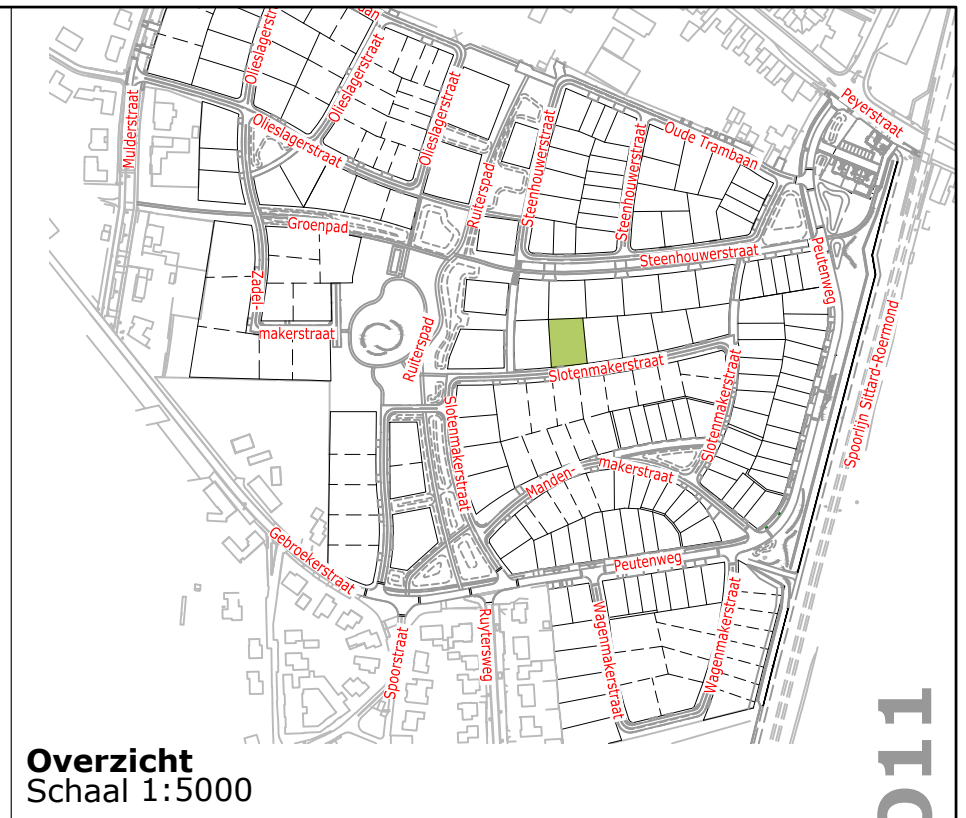 Olieslagerstraat
Olieslagerstraat
Olieslagerstraat
Olieslagerstraat
Mulderstraat
Peyerstraat
Oude Trambaan
Steenhouwerstraat
Steenhouwerstraat
Ruiterspad
Groenpad
Steenhouwerstraat
Peutenweg
Zadel-
makerstraat
Ruiterspad
Spoorlijn Sittard-Roermond
Slotenmakerstraat
Slotenmakerstraat
Slotenmakerstraat
Manden-
makerstraat
Gebroekerstraat
Peutenweg
Spoorstraat
Ruytersweg
Wagenmakerstraat
Wagenmakerstraat
Overzicht
Schaal 1:5000
011